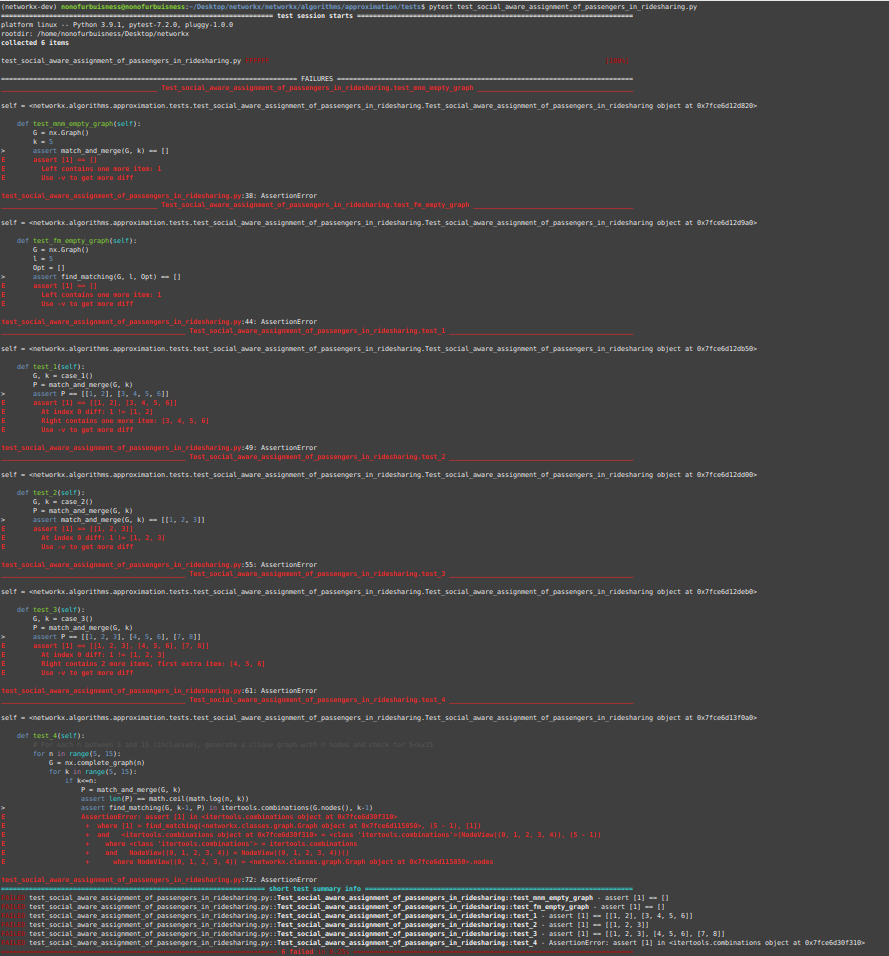 (networkx-dev) nonofurbuisness@nonofurbuisness:~/Desktop/networkx/networkx/algorithms/approximation/tests$ pytest test_social_aware_assignment_of_passengers_in_ridesharing.py
============================= test session starts =============================
platform linux -- Python 3.9.1, pytest-7.2.0, pluggy-1.0.0
rootdir: /home/nonofurbuisness/Desktop/networkx
collected 6 items
test_social_aware_assignment_of_passengers_in_ridesharing.py FFFFFF
============================= FAILURES =============================
Test_social_aware_assignment_of_passengers_in_ridesharing.test_mnm_empty_graph
self = <networkx.algorithms.approximation.tests.test_social_aware_assignment_of_passengers_in_ridesharing.Test_social_aware_assignment_of_passengers_in_ridesharing object at 0x7fce6d12d820>
def test_mnm_empty_graph(self):
G = nx.Graph()
k = 5
> assert match_and_merge(G, k) == []
E assert [1] == []
E Left contains one more item: 1
E Use -v to get more diff
test_social_aware_assignment_of_passengers_in_ridesharing.py:38: AssertionError
Test_social_aware_assignment_of_passengers_in_ridesharing.test_fm_empty_graph
self = <networkx.algorithms.approximation.tests.test_social_aware_assignment_of_passengers_in_ridesharing.Test_social_aware_assignment_of_passengers_in_ridesharing object at 0x7fce6d12d9a0>
def test_fm_empty_graph(self):
G = nx.Graph()
l = 5
Opt = []
> assert find_matching(G, l, Opt) == []
E assert [1] == []
E Left contains one more item: 1
E Use -v to get more diff
test_social_aware_assignment_of_passengers_in_ridesharing.py:44: AssertionError
Test_social_aware_assignment_of_passengers_in_ridesharing.test_1
self = <networkx.algorithms.approximation.tests.test_social_aware_assignment_of_passengers_in_ridesharing.Test_social_aware_assignment_of_passengers_in_ridesharing object at 0x7fce6d12db50>
def test_1(self):
G, k = case_1()
P = match_and_merge(G, k)
> assert P == [[1, 2], [3, 4, 5, 6]]
E assert [1] == [[1, 2], [3, 4, 5, 6]]
E At index 0 diff: 1 != [1, 2]
E Right contains one more item: [3, 4, 5, 6]
E Use -v to get more diff
test_social_aware_assignment_of_passengers_in_ridesharing.py:49: AssertionError
Test_social_aware_assignment_of_passengers_in_ridesharing.test_2
self = <networkx.algorithms.approximation.tests.test_social_aware_assignment_of_passengers_in_ridesharing.Test_social_aware_assignment_of_passengers_in_ridesharing object at 0x7fce6d12dd00>
def test_2(self):
G, k = case_2()
P = match_and_merge(G, k)
> assert match_and_merge(G, k) == [[1, 2, 3]]
E assert [1] == [[1, 2, 3]]
E At index 0 diff: 1 != [1, 2, 3]
E Use -v to get more diff
test_social_aware_assignment_of_passengers_in_ridesharing.py:55: AssertionError
Test_social_aware_assignment_of_passengers_in_ridesharing.test_3
self = <networkx.algorithms.approximation.tests.test_social_aware_assignment_of_passengers_in_ridesharing.Test_social_aware_assignment_of_passengers_in_ridesharing object at 0x7fce6d12deb0>
def test_3(self):
G, k = case_3()
P = match_and_merge(G, k)
> assert P == [[1, 2, 3], [4, 5, 6], [7, 8]]
E assert [1] == [[1, 2, 3], [4, 5, 6], [7, 8]]
E At index 0 diff: 1 != [1, 2, 3]
E Right contains 2 more items, first extra item: [4, 5, 6]
E Use -v to get more diff
test_social_aware_assignment_of_passengers_in_ridesharing.py:61: AssertionError
Test_social_aware_assignment_of_passengers_in_ridesharing.test_4
self = <networkx.algorithms.approximation.tests.test_social_aware_assignment_of_passengers_in_ridesharing.Test_social_aware_assignment_of_passengers_in_ridesharing object at 0x7fce6d13f0a0>
def test_4(self):
# For each n between 5 and 15 (inclusive), generate a clique graph with n nodes and check for
for n in range(5, 15):
G = nx.complete_graph(n)
for k in range(5, 15):
if k<=n:
P = match_and_merge(G, k)
assert len(P) == math.ceil(math.log(n, k))
> assert find_matching(G, k-1, P) in itertools.combinations(G.nodes(), k-1)
E AssertionError: assert [1] in <itertools.combinations object at 0x7fce6d30f310>
E + where [1] = find_matching(<networkx.classes.graph.Graph object at 0x7fce6d115850>, (5 - 1), [1])
E + and <itertools.combinations object at 0x7fce6d30f310> = <class 'itertools.combinations'>(NodeView((0, 1, 2, 3, 4)), (5 - 1))
E + where <class 'itertools.combinations'> = itertools.combinations
E + and NodeView((0, 1, 2, 3, 4)) = NodeView((0, 1, 2, 3, 4))()
E + where NodeView((0, 1, 2, 3, 4)) = <networkx.classes.graph.Graph object at 0x7fce6d115850>.nodes
test_social_aware_assignment_of_passengers_in_ridesharing.py:72: AssertionError
============================= short test summary info =============================
FAILED test_social_aware_assignment_of_passengers_in_ridesharing.py::Test_social_aware_assignment_of_passengers_in_ridesharing::test_mnm_empty_graph - assert [1] == []
FAILED test_social_aware_assignment_of_passengers_in_ridesharing.py::Test_social_aware_assignment_of_passengers_in_ridesharing::test_fm_empty_graph - assert [1] == []
FAILED test_social_aware_assignment_of_passengers_in_ridesharing.py::Test_social_aware_assignment_of_passengers_in_ridesharing::test_1 - assert [1] == [[1, 2], [3, 4, 5, 6]]
FAILED test_social_aware_assignment_of_passengers_in_ridesharing.py::Test_social_aware_assignment_of_passengers_in_ridesharing::test_2 - assert [1] == [[1, 2, 3]]
FAILED test_social_aware_assignment_of_passengers_in_ridesharing.py::Test_social_aware_assignment_of_passengers_in_ridesharing::test_3 - assert [1] == [[1, 2, 3], [4, 5, 6], [7, 8]]
FAILED test_social_aware_assignment_of_passengers_in_ridesharing.py::Test_social_aware_assignment_of_passengers_in_ridesharing::test_4 - AssertionError: assert [1] in <itertools.combinations object at 0x7fce6d30f310>
6 failed